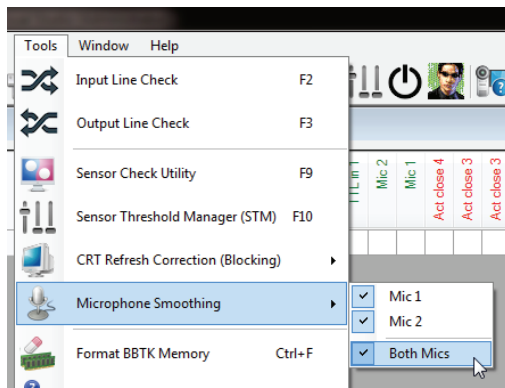 Tools Window Help
Input Line Check F2
Output Line Check F3
Sensor Check Utility F9
Sensor Threshold Manager (STM) F10
CRT Refresh Correction (Blocking)
Microphone Smoothing
Format BBTK Memory Ctrl+F
Mic 1
Mic 2
Both Mics
Mic 2
Mic 1
Act close 4
Act close 3
Act close 3